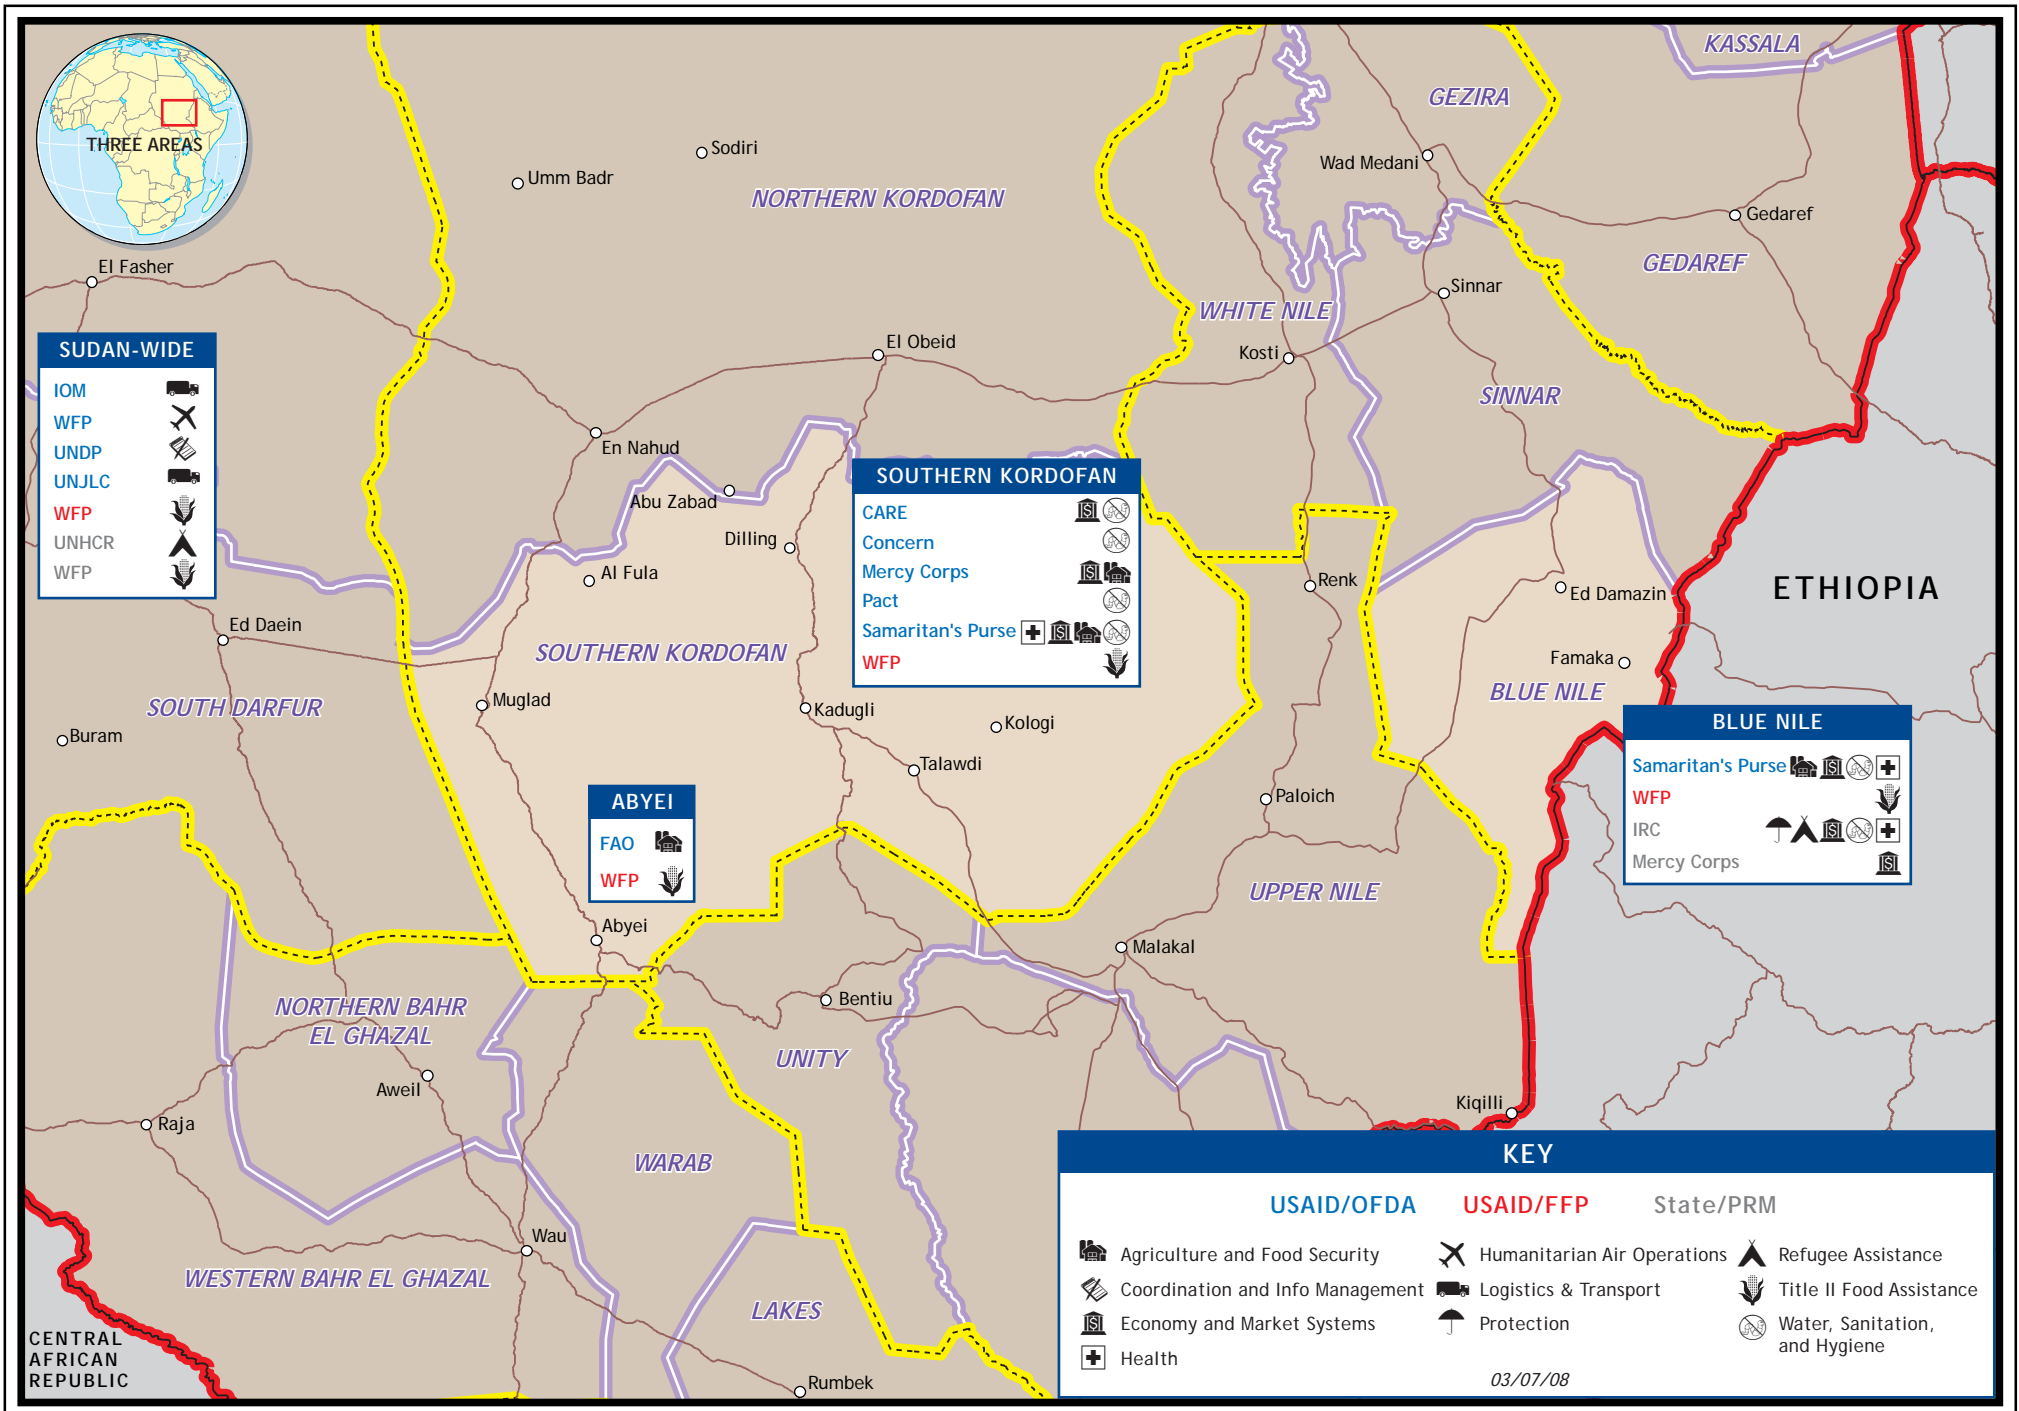 KASSALA
GEZIRA
THREE AREAS
Sodiri
Umm Badr
Wad Medani
NORTHERN KORDOFAN
Gedaref
El Fasher
GEDAREF
Sinnar
WHITE NILE
El Obeid
Kosti
SINNAR
SUDAN-WIDE
IOM
WFP
UNDP
UNJLC
WFP
UNHCR
WFP
En Nahud
Abu Zabad
Dilling
Al Fula
SOUTHERN KORDOFAN
CARE
Concern
Mercy Corps
Pact
Samaritan's Purse
WFP
Renk
Ed Damazin
ETHIOPIA
Ed Daein
SOUTHERN KORDOFAN
Famaka
BLUE NILE
SOUTH DARFUR
Muglad
Kadugli
Kologi
Buram
Talawdi
BLUE NILE
Samaritan's Purse
WFP
IRC
Mercy Corps
ABYEI
FAO
WFP
Paloich
UPPER NILE
Abyei
Malakal
Bentiu
NORTHERN BAHR
EL GHAZAL
UNITY
Aweil
Kigilli
Raja
WARAB
Wau
WESTERN BAHR EL GHAZAL
LAKES
CENTRAL
AFRICAN
REPUBLIC
Rumbek
KEY
USAID/OFDA USAID/FFP State/PRM
Agriculture and Food Security
Coordination and Info Management
Economy and Market Systems
Health
Humanitarian Air Operations
Logistics & Transport
Protection
Refugee Assistance
Title II Food Assistance
Water, Sanitation,
and Hygiene
03/07/08